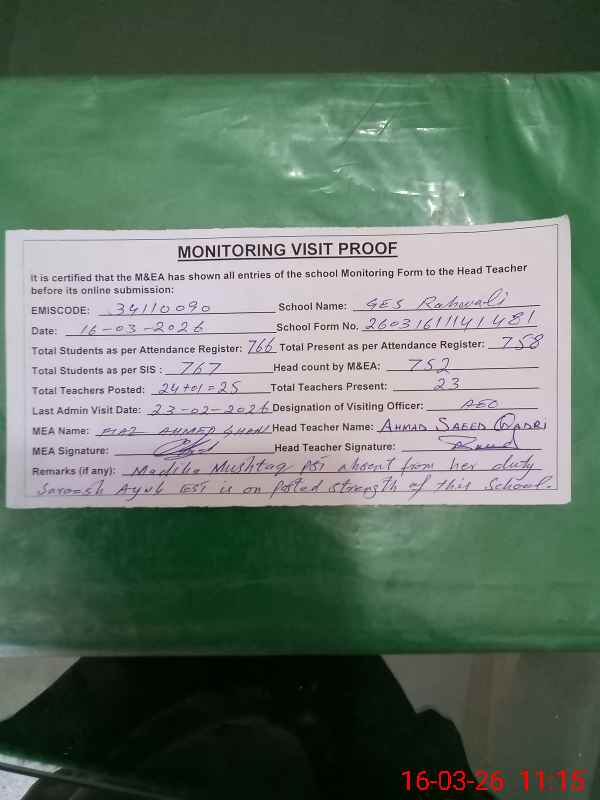 MONITORING VISIT PROOF
It is certified that the M&EA has shown all entries of the school Monitoring Form to the Head Teacher
before its online submission:
EMISCODE: 34110090 School Name: GES Rahwali
Date: 16-03-2026 School Form No. 26031611141481
Total Students as per Attendance Register: 766 Total Present as per Attendance Register: 758
Total Students as per SIS : 767 Head count by M&EA: 752
Total Teachers Posted: 24+01=25 Total Teachers Present: 23
Last Admin Visit Date: 23-02-2026 Designation of Visiting Officer: AEO
MEA Name: FIAZ AHMED GHANI Head Teacher Name: AHMAD SAEED QADRI
MEA Signature: Head Teacher Signature:
Remarks (if any): Madiha Mushtaq PST absent from her duty
Saroosh Ayub EST is on posted strength of this School.
16-03-26 11:15